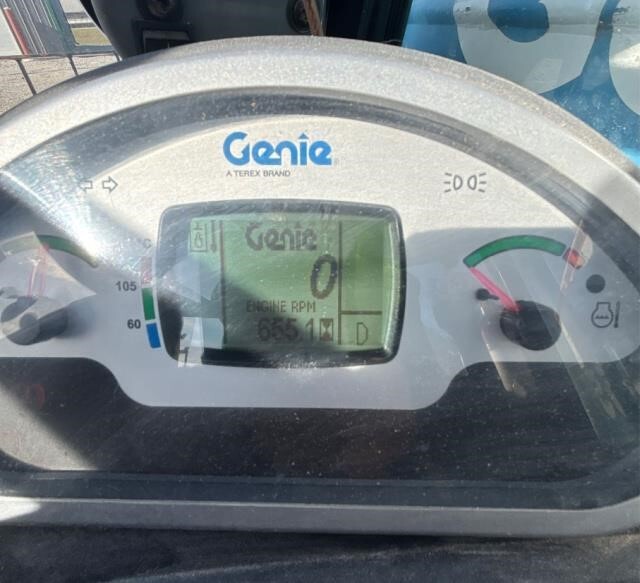 Genie
A TEREX BRAND
Genie
°C
105
60
0
ENGINE RPM
655.1
D